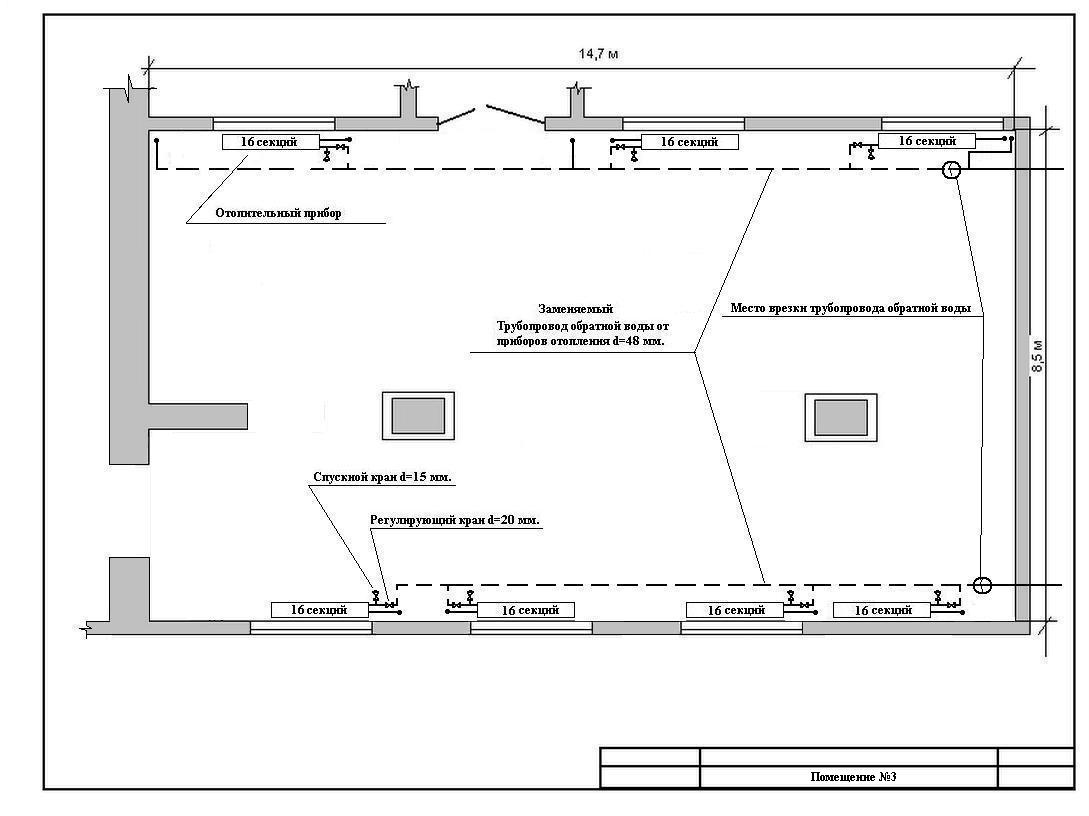 14,7 м
16 секций
16 секций
16 секций
Отопительный прибор
Заменяемый
Трубопровод обратной воды от
приборов отопления d=48 мм.
Место врезки трубопровода обратной воды
8,5 м
Спускной кран d=15 мм.
Регулирующий кран d=20 мм.
16 секций
16 секций
16 секций
16 секций
Помещение №3